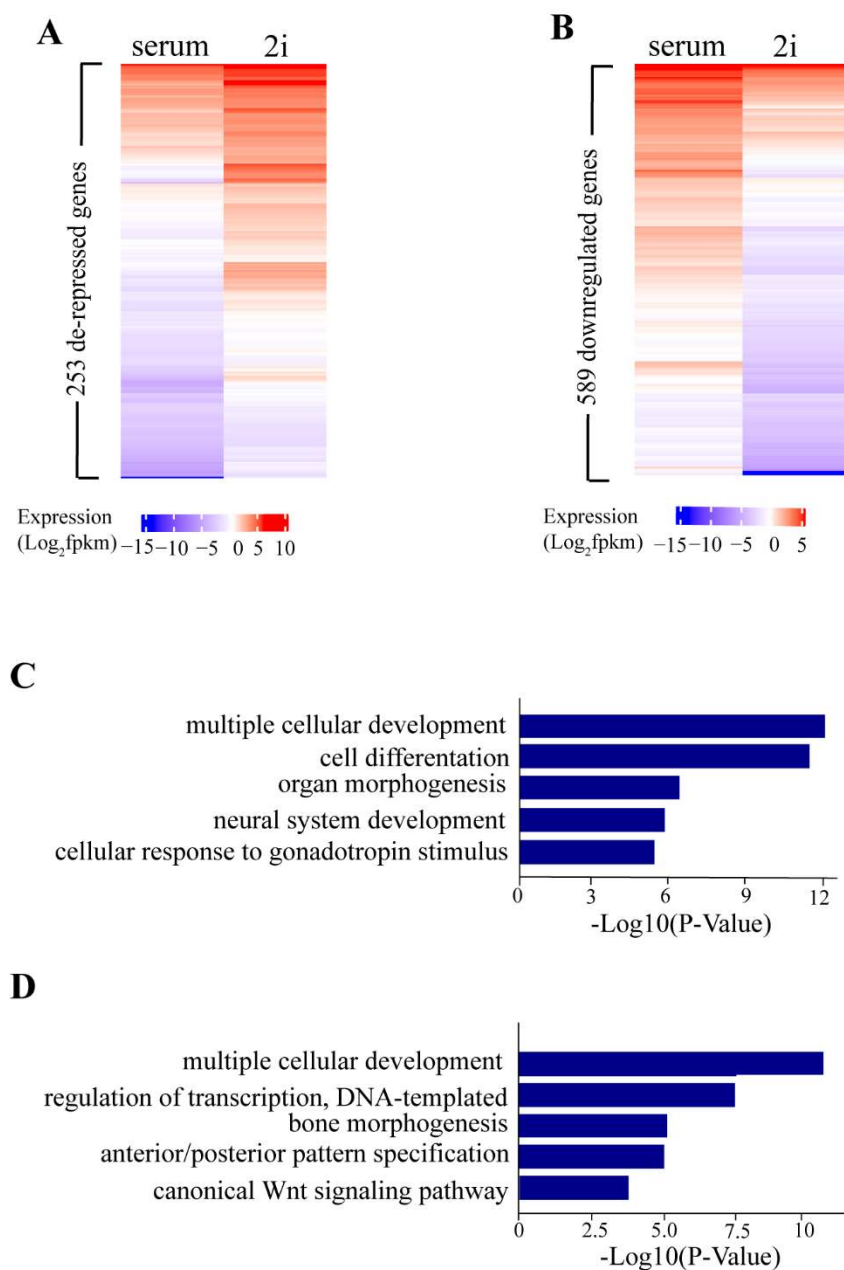 A
serum 2i
253 de-repressed genes
Expression
(Log2fpkm)
−15 −10 −5 0 5 10
B
serum 2i
589 downregulated genes
Expression
(Log2fpkm)
−15 −10 −5 0 5
C
multiple cellular development
cell differentation
organ morphogenesis
neural system development
cellular response to gonadotropin stimulus
0 3 6 9 12
-Log10(P-Value)
D
multiple cellular development
regulation of transcription, DNA-templated
bone morphogenesis
anterior/posterior pattern specification
canonical Wnt signaling pathway
0 2.5 5.0 7.5 10
-Log10(P-Value)